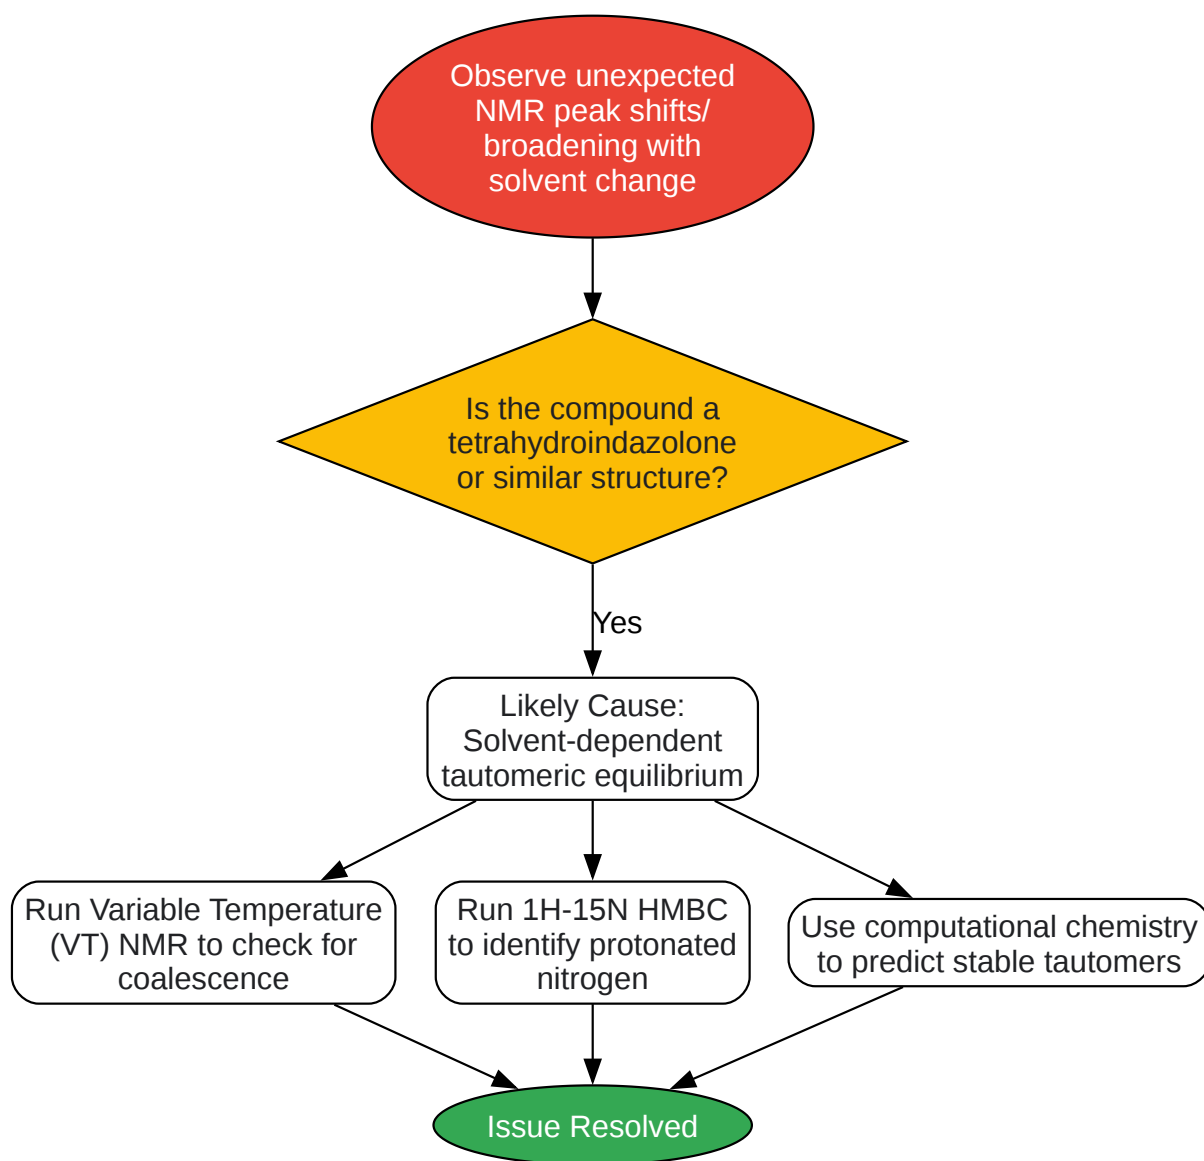 Observe unexpected
NMR peak shifts/
broadening with
solvent change
Is the compound a
tetrahydroindazolone
or similar structure?
Yes
Likely Cause:
Solvent-dependent
tautomeric equilibrium
Run Variable Temperature
(VT) NMR to check for
coalescence
Run 1H-15N HMBC
to identify protonated
nitrogen
Use computational chemistry
to predict stable tautomers
Issue Resolved